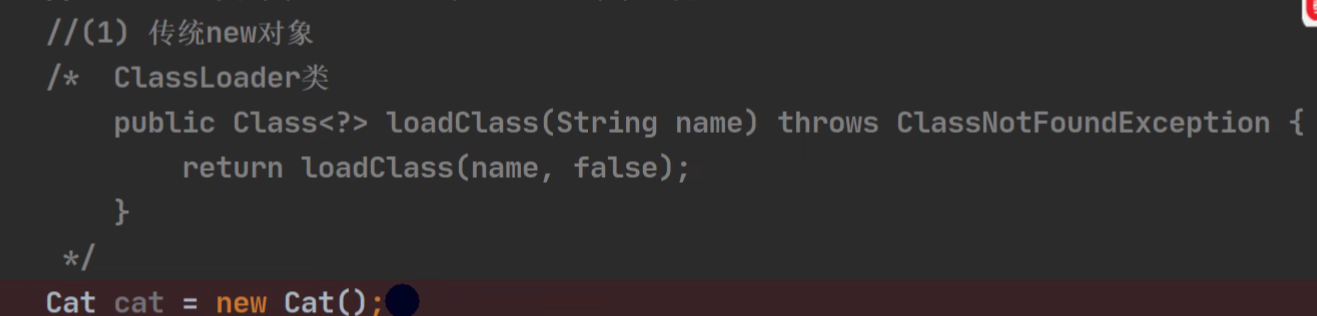 //(1) 传统new对象
/*  ClassLoader类
    public Class<?> loadClass(String name) throws ClassNotFoundException {
        return loadClass(name, false);
    }
 */
Cat cat = new Cat();